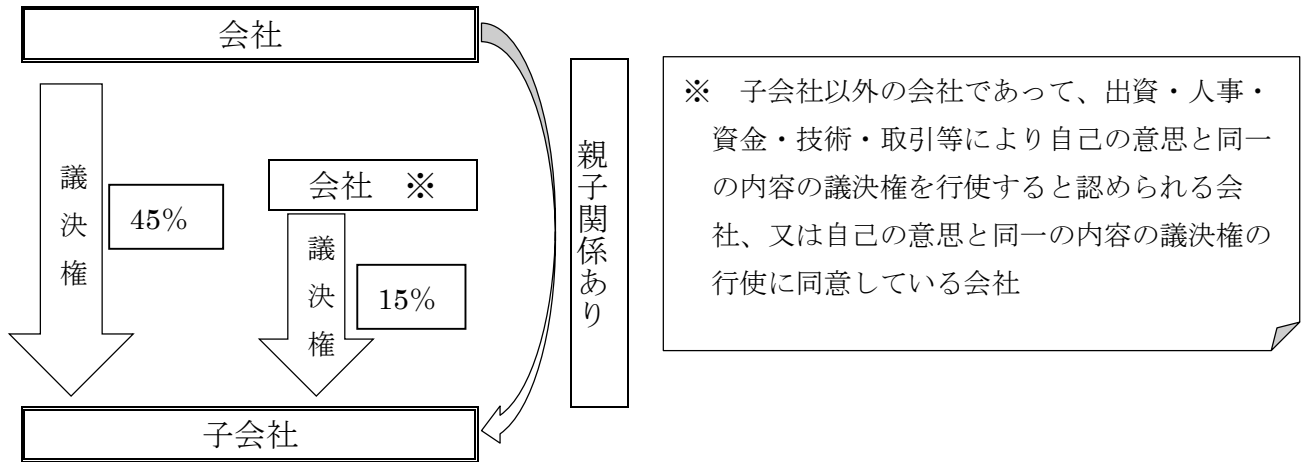 会社
議決権
45%
会社 ※
議決権
15%
子会社
親子関係あり
※ 子会社以外の会社であって、出資・人事・
資金・技術・取引等により自己の意思と同一
の内容の議決権を行使すると認められる会
社、又は自己の意思と同一の内容の議決権の
行使に同意している会社